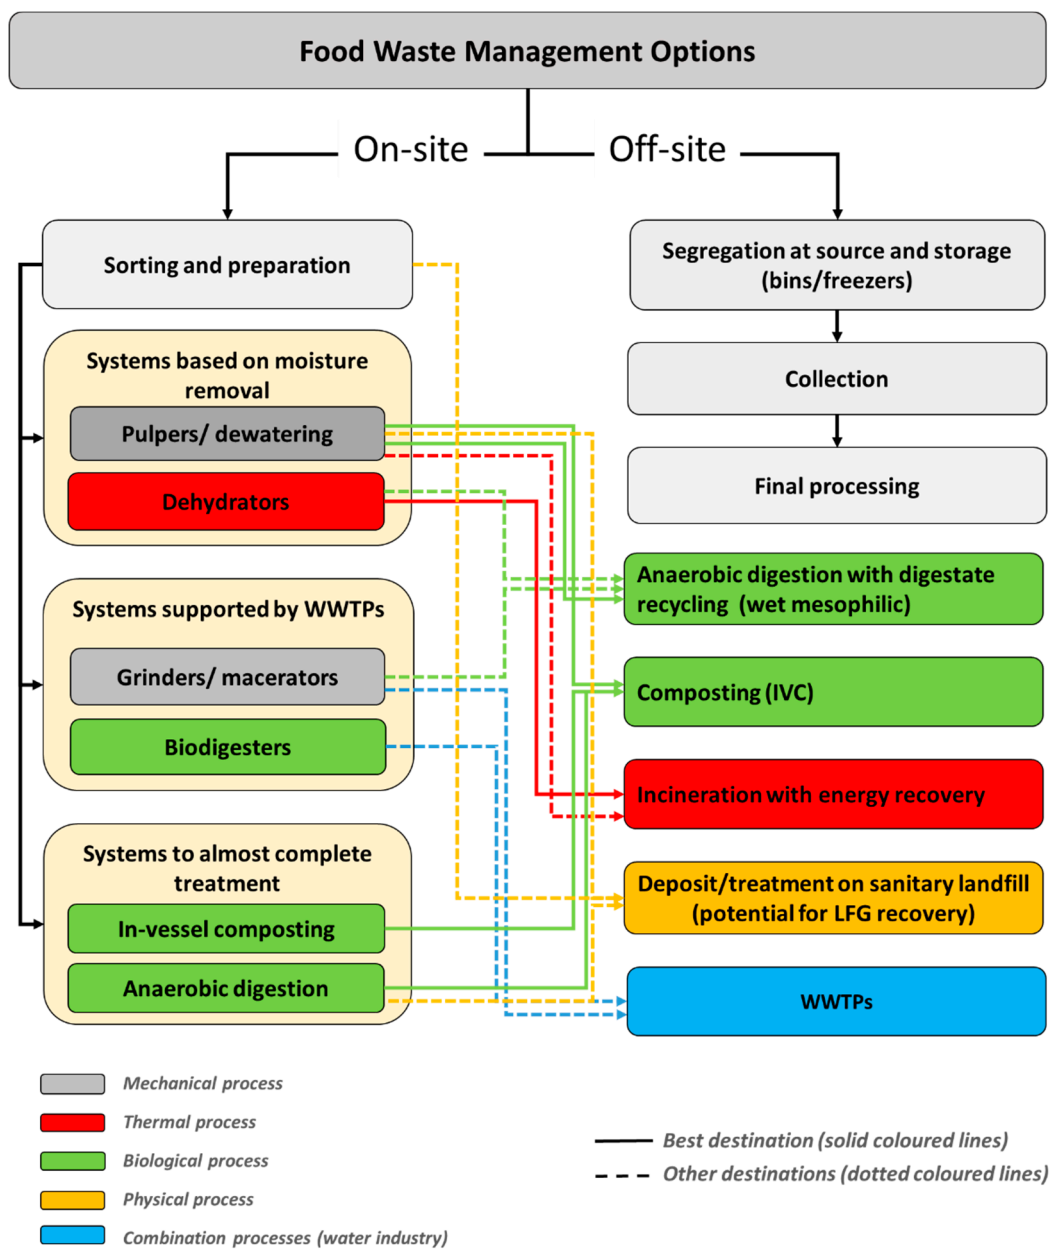 Food Waste Management Options
On-site
Off-site
Sorting and preparation
Systems based on moisture
removal
Pulpers/ dewatering
Dehydrators
Systems supported by WWTPs
Grinders/ macerators
Biodigesters
Systems to almost complete
treatment
In-vessel composting
Anaerobic digestion
Segregation at source and storage
(bins/freezers)
Collection
Final processing
Anaerobic digestion with digestate
recycling (wet mesophilic)
Composting (IVC)
Incineration with energy recovery
Deposit/treatment on sanitary landfill
(potential for LFG recovery)
WWTPs
Mechanical process
Thermal process
Biological process
Physical process
Combination processes (water industry)
Best destination (solid coloured lines)
Other destinations (dotted coloured lines)